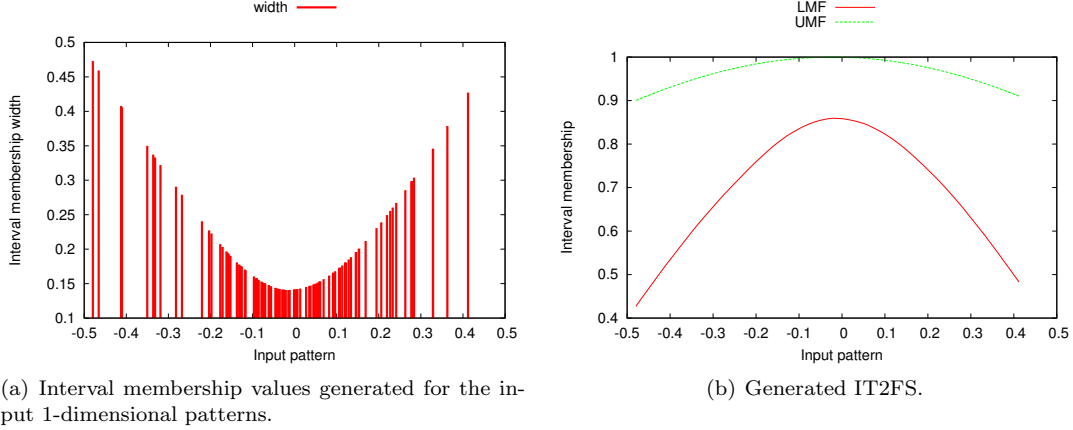 width
0.5
0.45
0.4
0.35
0.3
0.25
0.2
0.15
0.1
Interval membership width
-0.5 -0.4 -0.3 -0.2 -0.1 0 0.1 0.2 0.3 0.4 0.5
Input pattern
(a) Interval membership values generated for the in-
put 1-dimensional patterns.
LMF
UMF
1
0.9
0.8
0.7
0.6
0.5
0.4
Interval membership
-0.5 -0.4 -0.3 -0.2 -0.1 0 0.1 0.2 0.3 0.4 0.5
Input pattern
(b) Generated IT2FS.